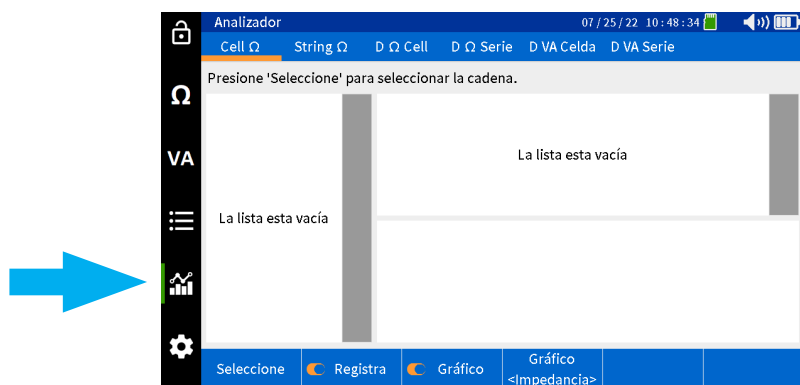 Analizador 07/25/22 10:48:34
Cell Ω String Ω D Ω Cell D Ω Serie D VA Celda D VA Serie
Presione 'Seleccione' para seleccionar la cadena.
Ω
VA
La lista esta vacía
La lista esta vacía
Seleccione Registra Gráfico Gráfico
<Impedancia>